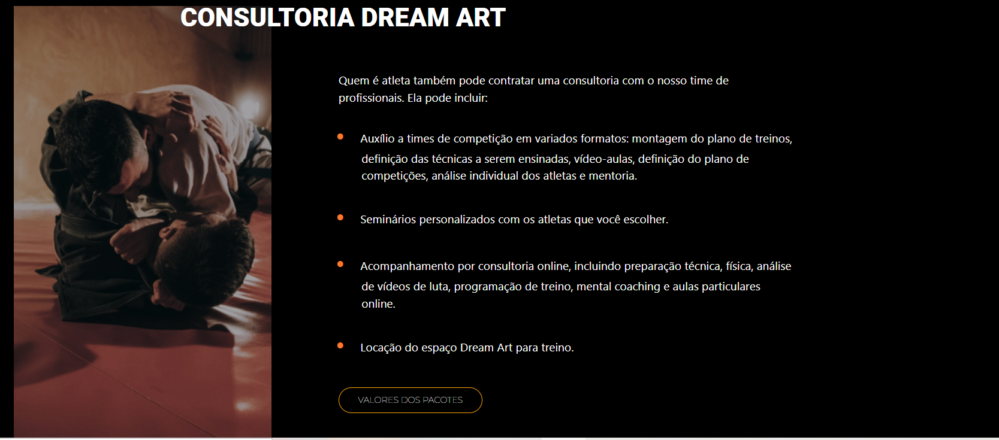 CONSULTORIA DREAM ART
Quem é atleta também pode contratar uma consultoria com o nosso time de
profissionais. Ela pode incluir:
Auxílio a times de competição em variados formatos: montagem do plano de treinos,
definição das técnicas a serem ensinadas, vídeo-aulas, definição do plano de
competições, análise individual dos atletas e mentoria.
Seminários personalizados com os atletas que você escolher.
Acompanhamento por consultoria online, incluindo preparação técnica, física, análise
de vídeos de luta, programação de treino, mental coaching e aulas particulares
online.
Locação do espaço Dream Art para treino.
VALORES DOS PACOTES